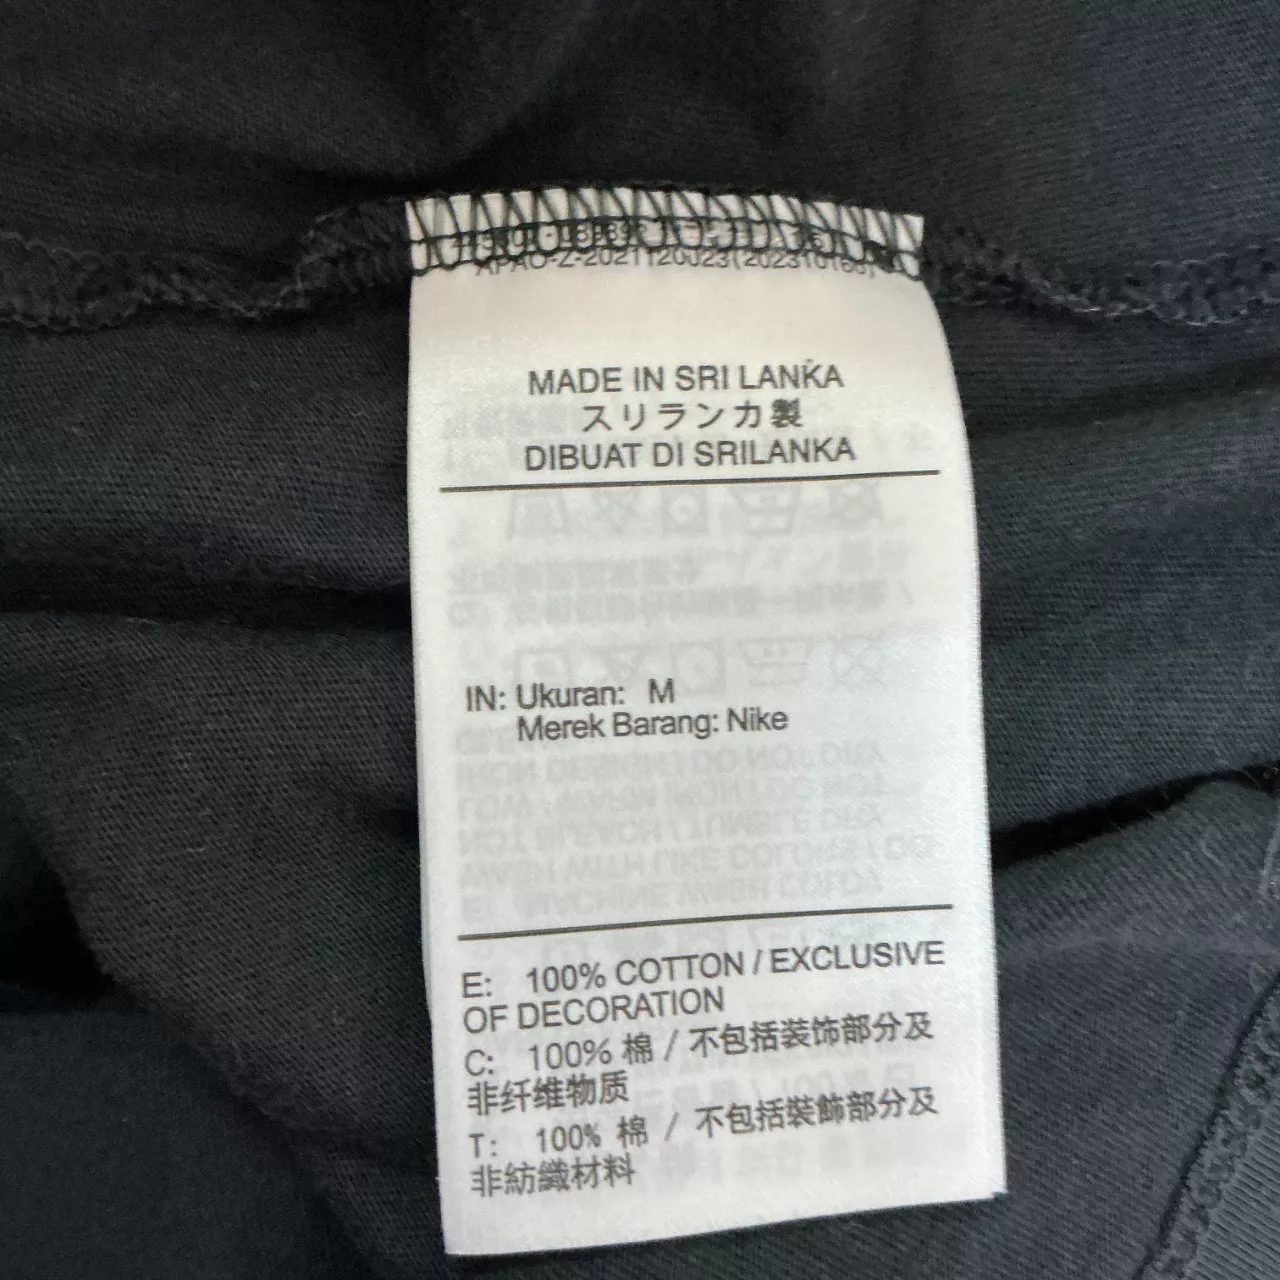 MADE IN SRI LANKA
スリランカ製
DIBUAT DI SRILANKA
IN: Ukuran: M
Merek Barang: Nike
E: 100% COTTON / EXCLUSIVE
OF DECORATION
C: 100% 棉 / 不包括装饰部分及
非纤维物质
T: 100% 棉 / 不包括裝飾部分及
非紡織材料